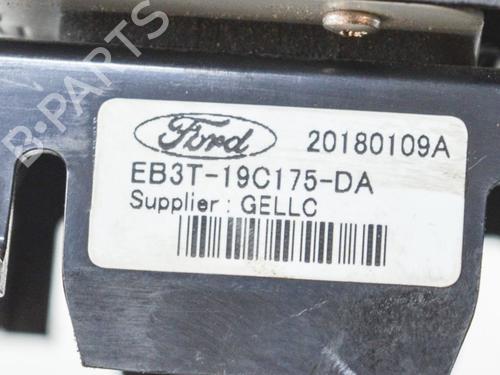 B-PARTS
Ford 20180109A
EB3T-19C175-DA
Supplier : GELLC